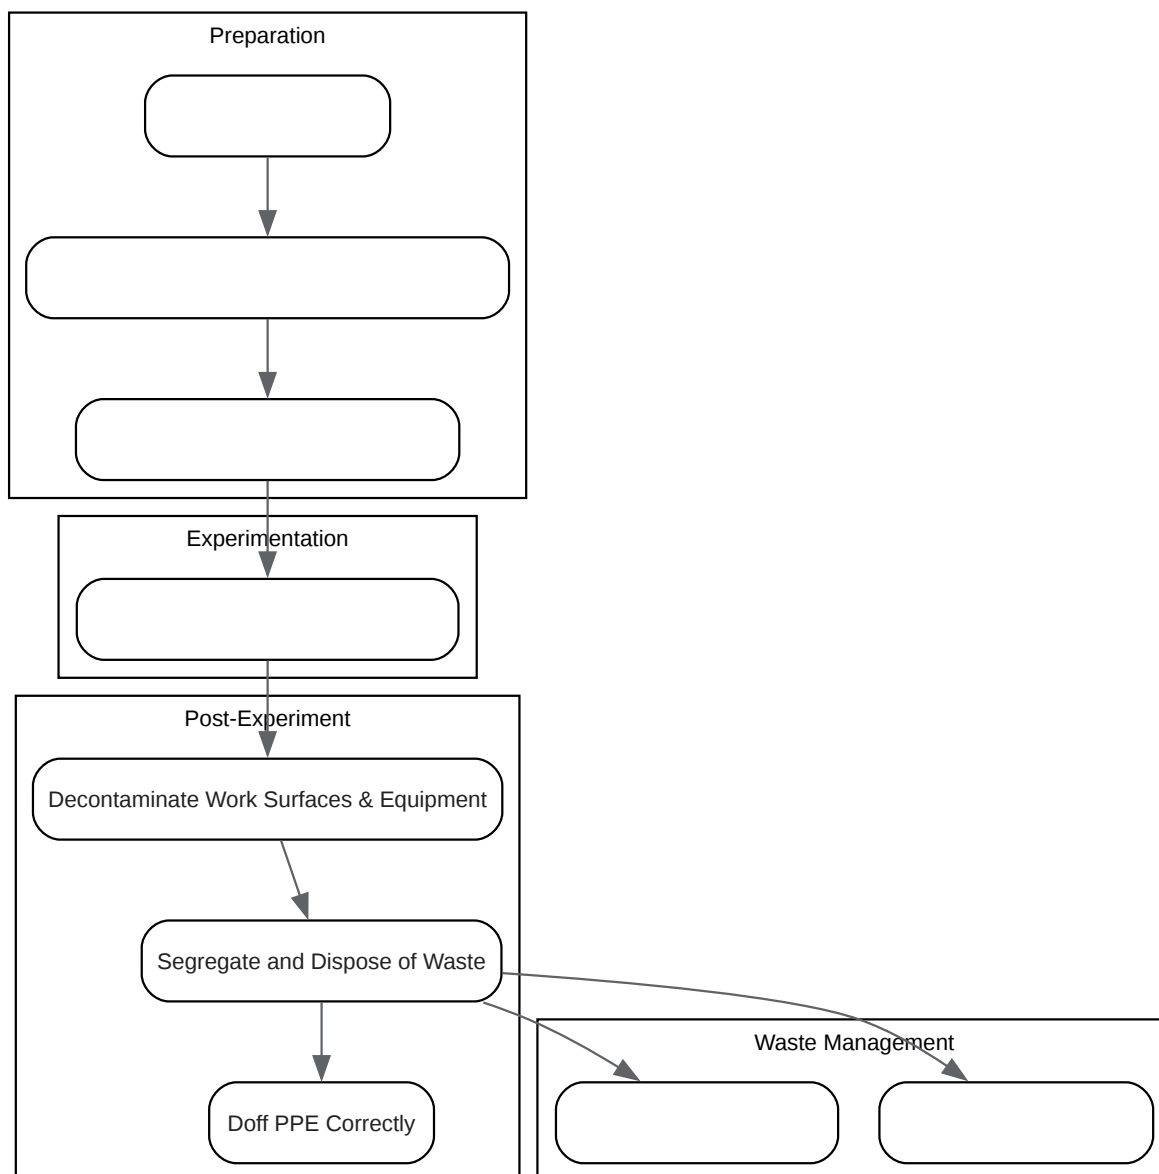 Preparation
Experimentation
Post-Experiment
Decontaminate Work Surfaces & Equipment
Segregate and Dispose of Waste
Waste Management
Doff PPE Correctly